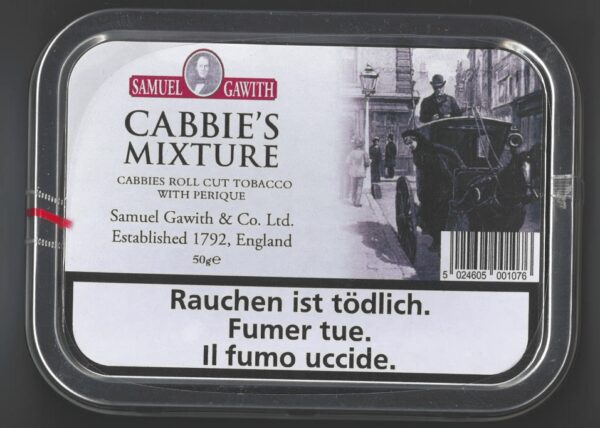 SAMUEL GAWITH
CABBIE'S
MIXTURE
CABBIES ROLL CUT TOBACCO
WITH PERIQUE
Samuel Gawith & Co. Ltd.
Established 1792, England
50g℮
5 024605 001076
Rauchen ist tödlich.
Fumer tue.
Il fumo uccide.